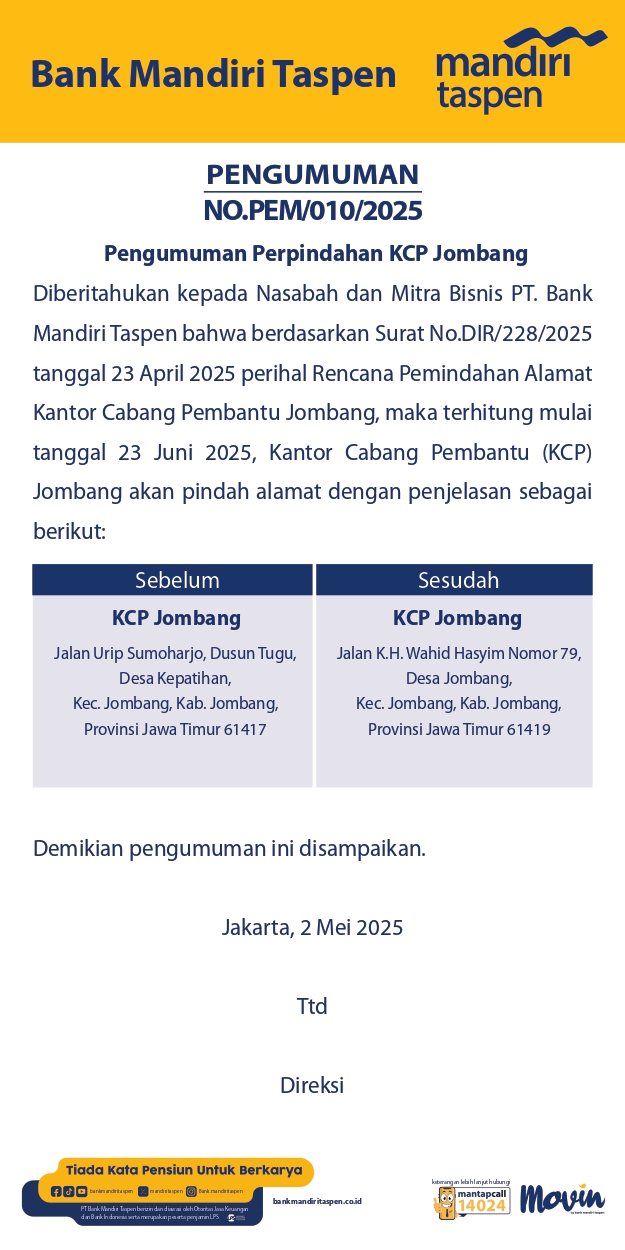 Bank Mandiri Taspen
mandiri
taspen
PENGUMUMAN
NO.PEM/010/2025
Pengumuman Perpindahan KCP Jombang
Diberitahukan kepada Nasabah dan Mitra Bisnis PT. Bank
Mandiri Taspen bahwa berdasarkan Surat No.DIR/228/2025
tanggal 23 April 2025 perihal Rencana Pemindahan Alamat
Kantor Cabang Pembantu Jombang, maka terhitung mulai
tanggal 23 Juni 2025, Kantor Cabang Pembantu (KCP)
Jombang akan pindah alamat dengan penjelasan sebagai
berikut:
Sebelum
KCP Jombang
Jalan Urip Sumoharjo, Dusun Tugu,
Desa Kepatihan,
Kec. Jombang, Kab. Jombang,
Provinsi Jawa Timur 61417
Sesudah
KCP Jombang
Jalan K.H. Wahid Hasyim Nomor 79,
Desa Jombang,
Kec. Jombang, Kab. Jombang,
Provinsi Jawa Timur 61419
Demikian pengumuman ini disampaikan.
Jakarta, 2 Mei 2025
Ttd
Direksi
Tiada Kata Pensiun Untuk Berkarya
bankmandiritaspen mandiritaspen Bank.manditaspen
PT.Bank Mandiri Taspen berizin dan diawasi oleh Otoritas Jasa Keuangan
dan Bank Indonesia serta merupakan peserta penjamin LPS
bankmandiritaspen.co.id
keterangan lebih lanjut hubungi
mantapcall
14024
Movin
by bank mandiri taspen